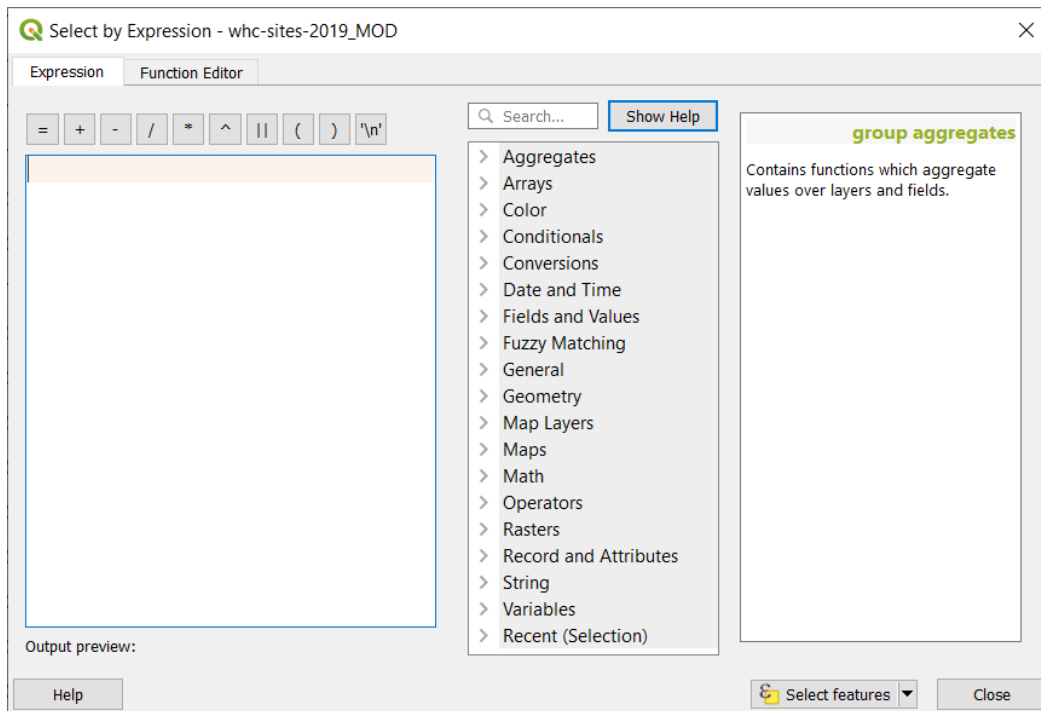 Select by Expression - whc-sites-2019_MOD
Expression
Function Editor
= + - / * ^ || ( ) '\n'
Search...
Show Help
Aggregates
Arrays
Color
Conditionals
Conversions
Date and Time
Fields and Values
Fuzzy Matching
General
Geometry
Map Layers
Maps
Math
Operators
Rasters
Record and Attributes
String
Variables
Recent (Selection)
group aggregates
Contains functions which aggregate
values over layers and fields.
Output preview:
Help
Select features
Close